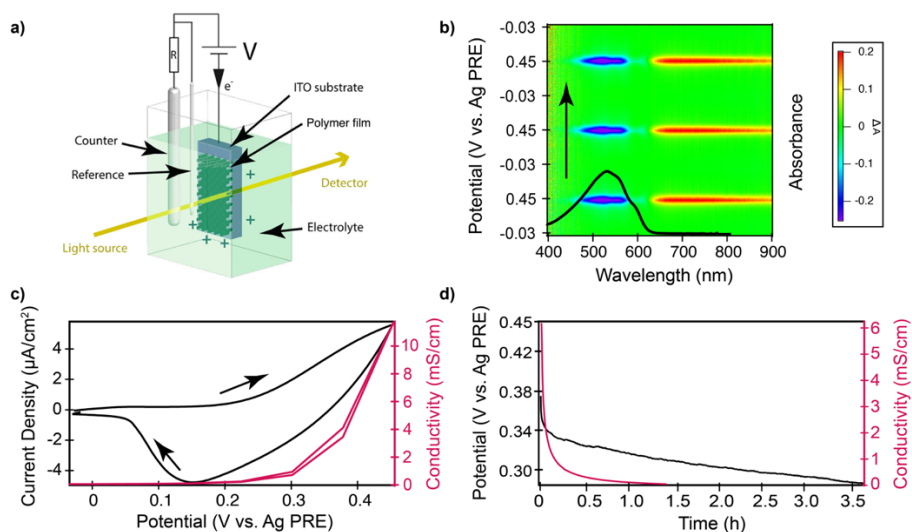 a)
R
V
e-
ITO substrate
Polymer film
Counter
Reference
Detector
Electrolyte
Light source
b)
Potential (V vs. Ag PRE)
-0.03
0.45
-0.03
0.45
-0.03
0.45
-0.03
400 500 600 700 800 900
Wavelength (nm)
Absorbance
0.2
0.1
0
-0.1
-0.2
ΔA
c)
Current Density (µA/cm²)
4
2
0
-2
-4
0 0.1 0.2 0.3 0.4
Potential (V vs. Ag PRE)
10
8
6
4
2
0
Conductivity (mS/cm)
d)
Potential (V vs. Ag PRE)
0.45
0.42
0.38
0.34
0.30
0 0.5 1.0 1.5 2.0 2.5 3.0 3.5
Time (h)
6
5
4
3
2
1
0
Conductivity (mS/cm)